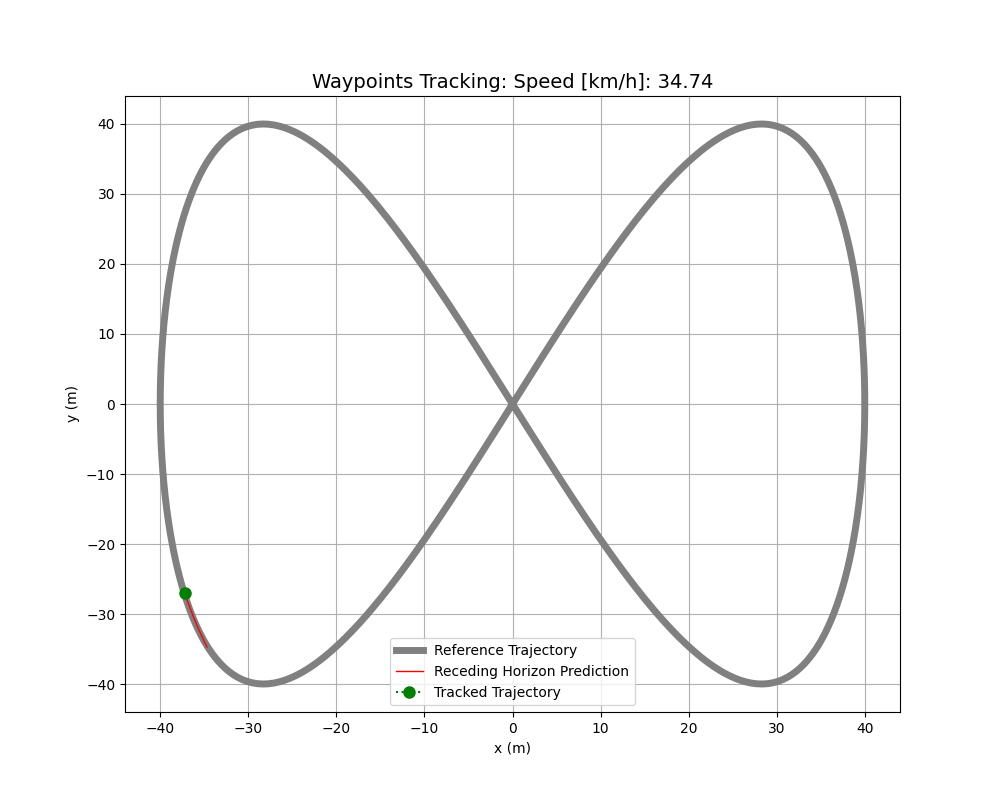 Waypoints Tracking: Speed [km/h]: 34.74
40
30
20
10
0
−10
−20
−30
−40
y (m)
Reference Trajectory
Receding Horizon Prediction
Tracked Trajectory
−40 −30 −20 −10 0 10 20 30 40
x (m)